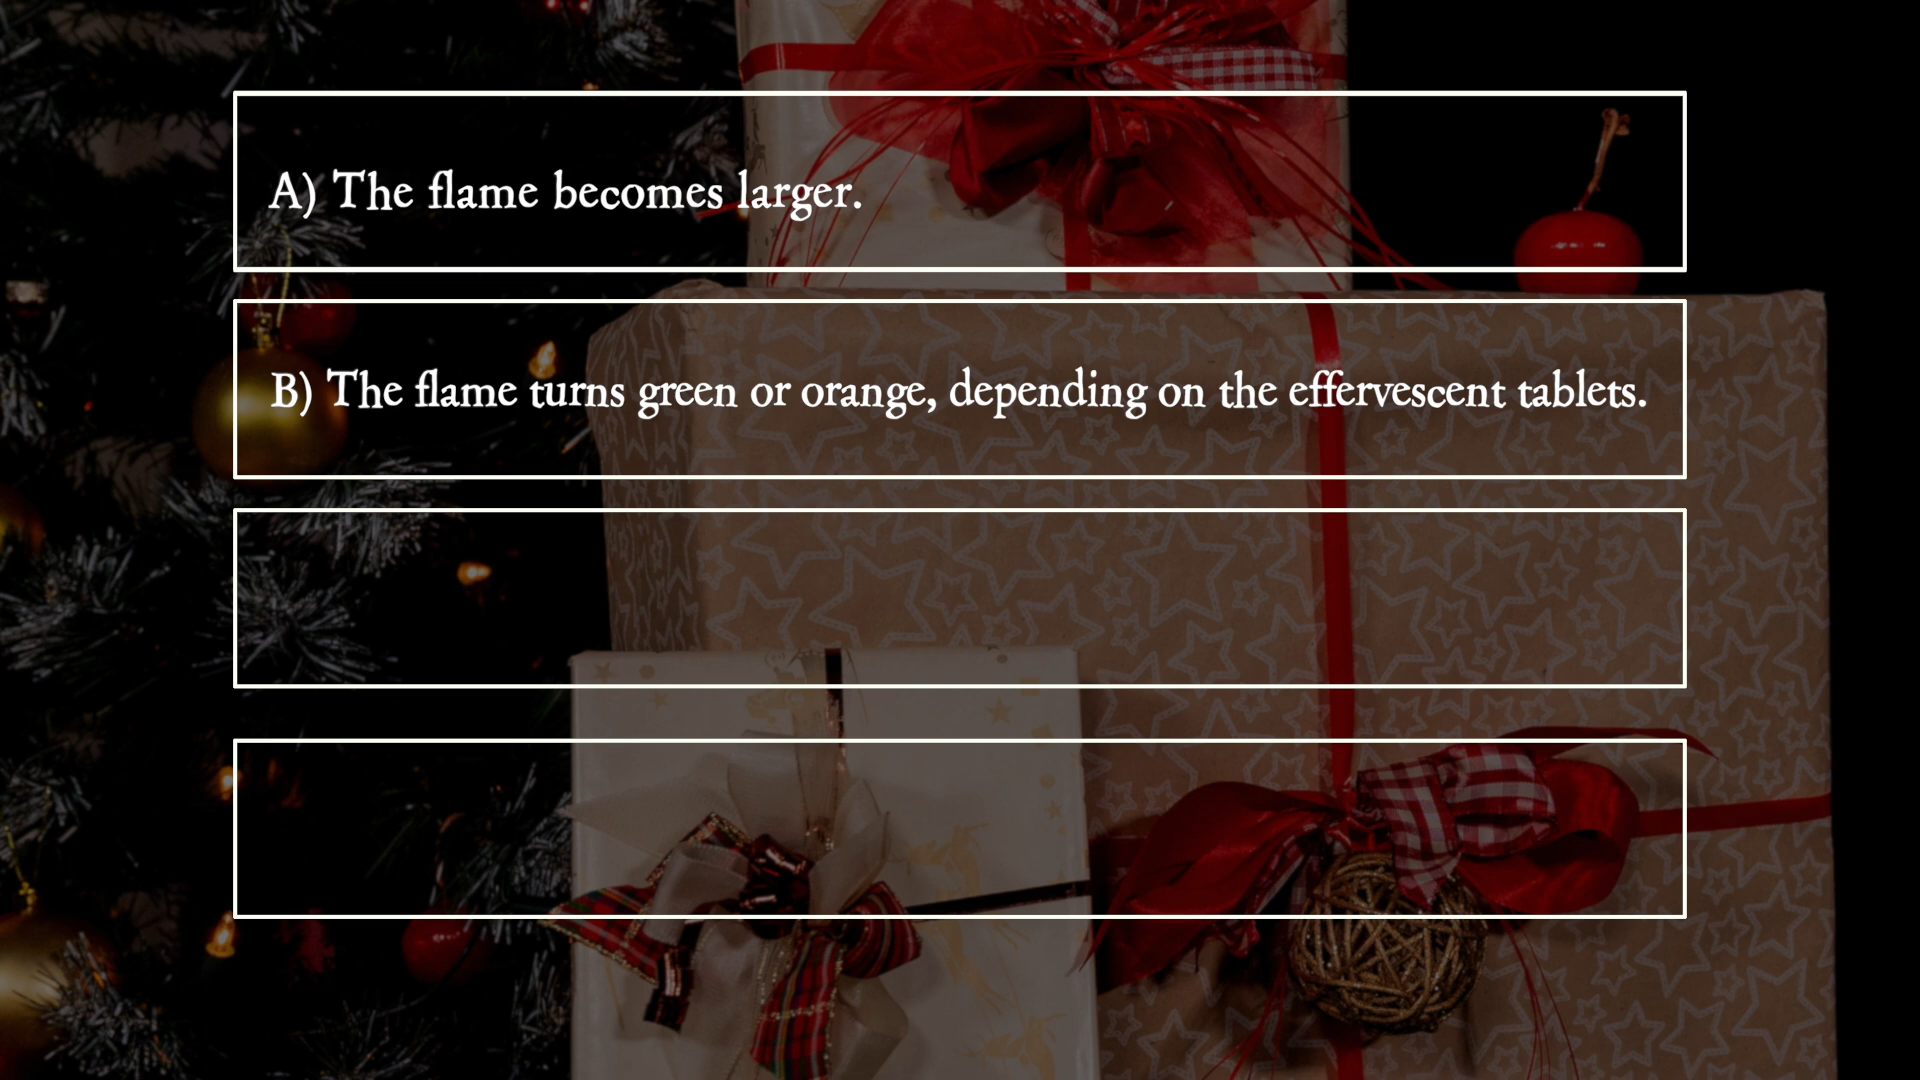 A) The flame becomes larger.
B) The flame turns green or orange, depending on the effervescent tablets.